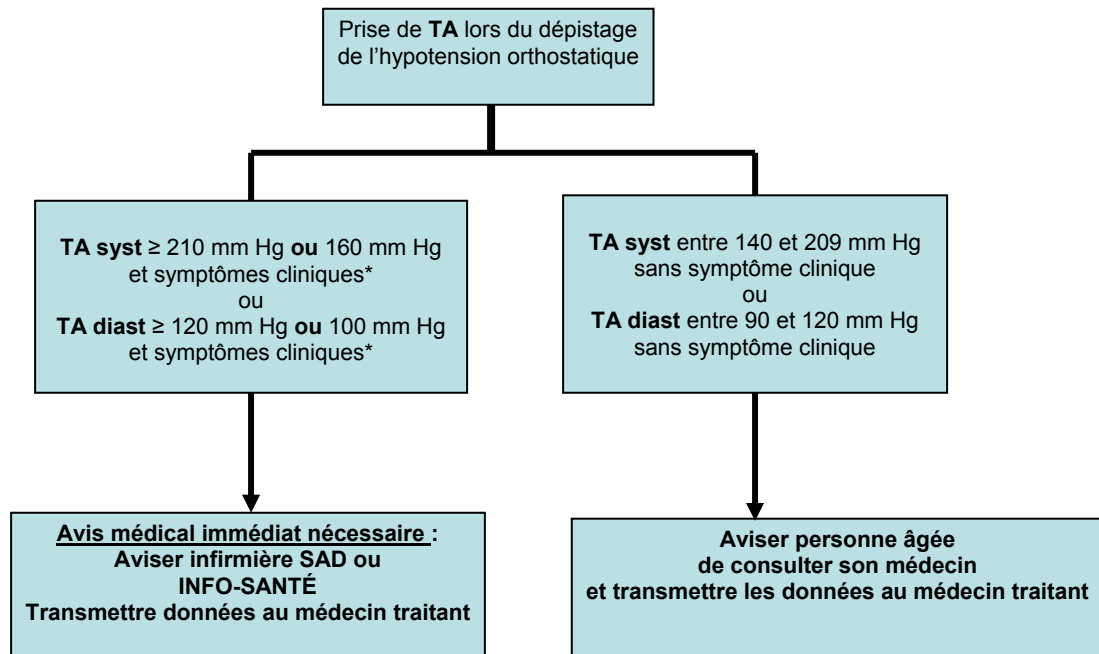 Prise de TA lors du dépistage
de l'hypotension orthostatique
TA syst ≥ 210 mm Hg ou 160 mm Hg
et symptômes cliniques*
ou
TA diast ≥ 120 mm Hg ou 100 mm Hg
et symptômes cliniques*
TA syst entre 140 et 209 mm Hg
sans symptôme clinique
ou
TA diast entre 90 et 120 mm Hg
sans symptôme clinique
Avis médical immédiat nécessaire :
Aviser infirmière SAD ou
INFO-SANTÉ
Transmettre données au médecin traitant
Aviser personne âgée
de consulter son médecin
et transmettre les données au médecin traitant